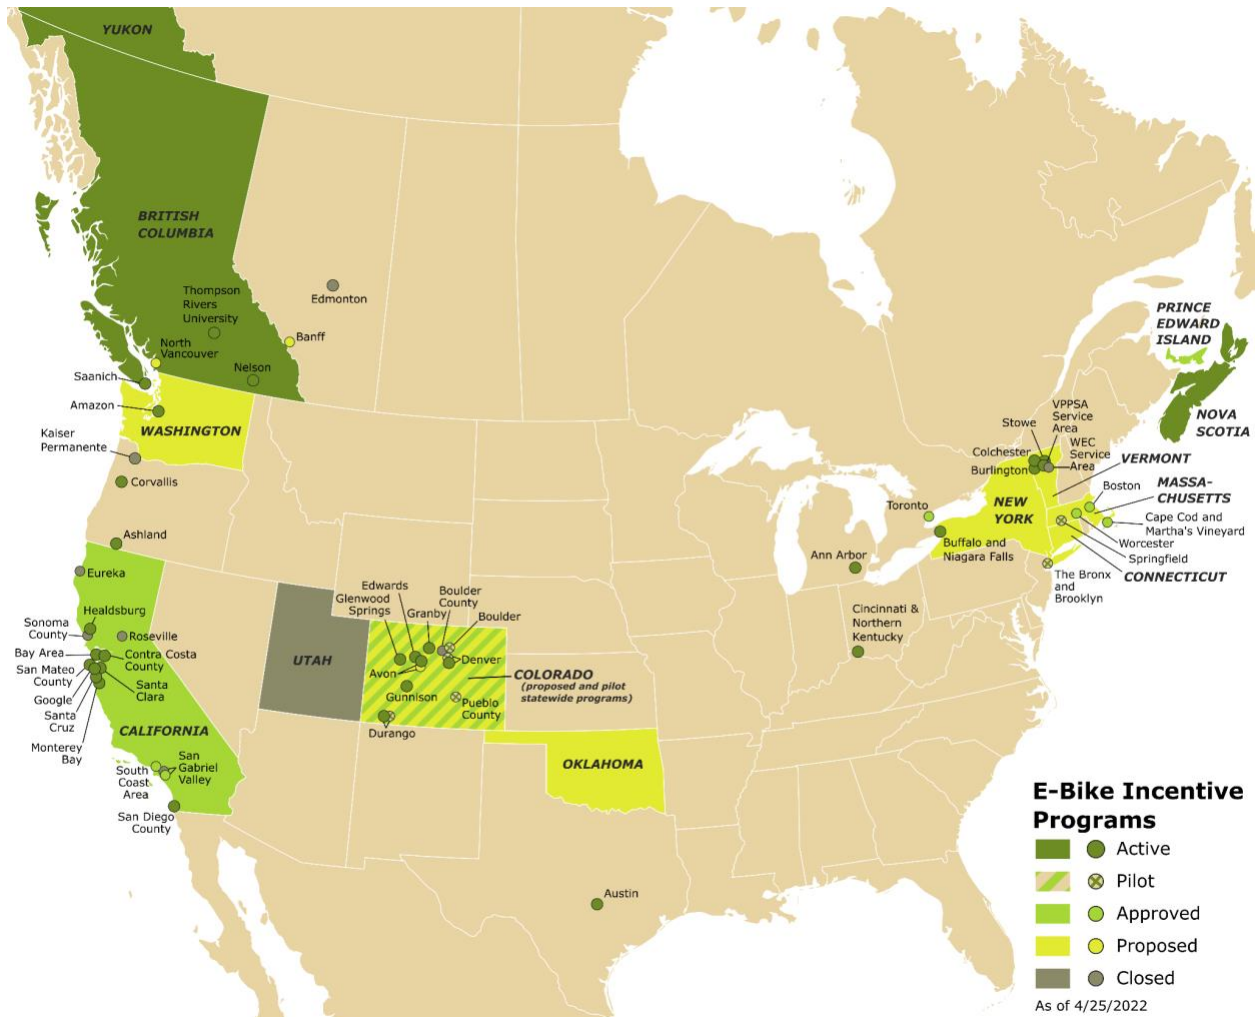 YUKON
BRITISH
COLUMBIA
Thompson
Rivers
University
Edmonton
Banff
North
Vancouver
Nelson
Saanich
Amazon
WASHINGTON
Kaiser
Permanente
Corvallis
Ashland
Eureka
Healdsburg
Sonoma
County
Roseville
Bay Area
Contra Costa
County
San Mateo
County
Google
Santa
Clara
Santa
Cruz
Monterey
Bay
CALIFORNIA
South
Coast
Area
San
Gabriel
Valley
San Diego
County
UTAH
Edwards
Glenwood
Springs
Granby
Boulder
County
Boulder
Avon
Denver
Gunnison
Pueblo
County
Durango
COLORADO
(proposed and pilot
statewide programs)
OKLAHOMA
Austin
Ann Arbor
Cincinnati &
Northern
Kentucky
Toronto
Buffalo and
Niagara Falls
NEW
YORK
Colchester
Burlington
Stowe
VPPSA
Service
Area
WEC
Service
Area
VERMONT
MASSA-
CHUSETTS
Boston
Cape Cod and
Martha's Vineyard
Worcester
Springfield
CONNECTICUT
The Bronx
and
Brooklyn
PRINCE
EDWARD
ISLAND
NOVA
SCOTIA
E-Bike Incentive
Programs
Active
Pilot
Approved
Proposed
Closed
As of 4/25/2022